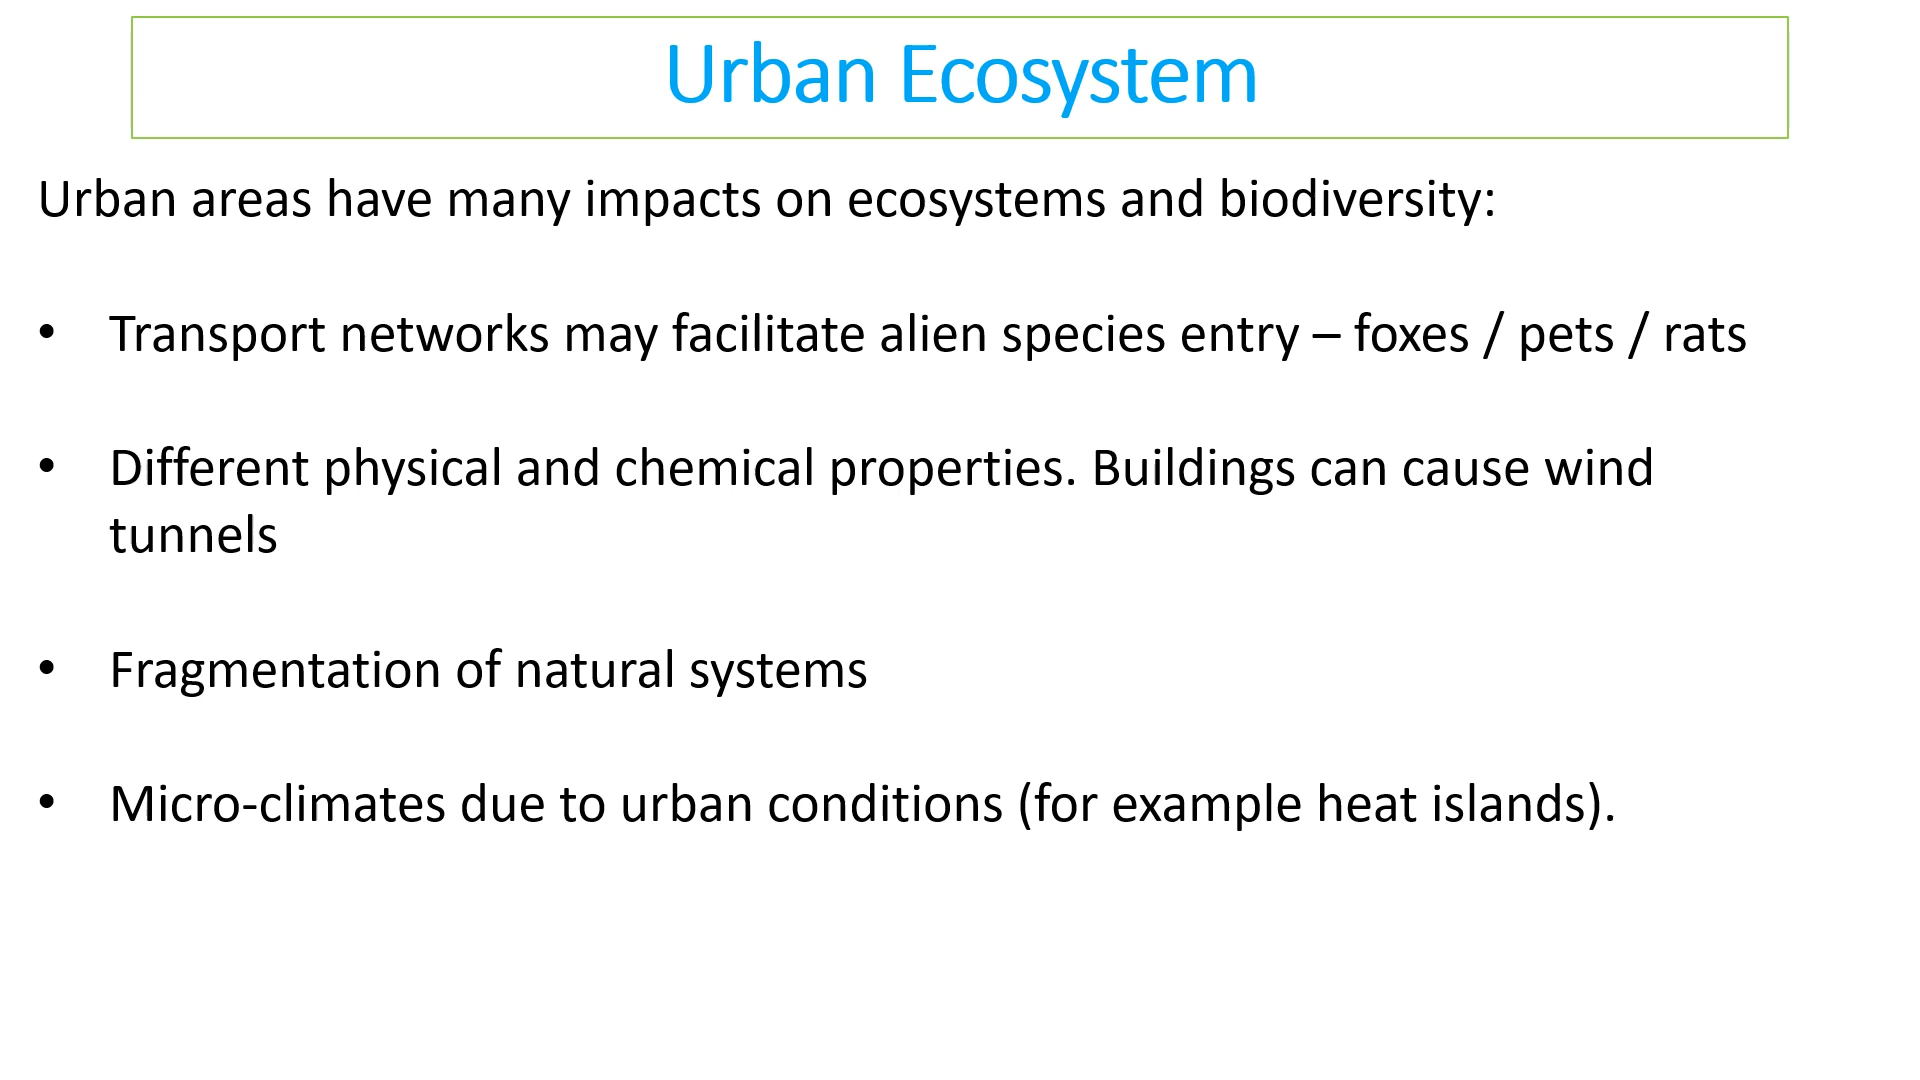 Urban Ecosystem
Urban areas have many impacts on ecosystems and biodiversity:
• Transport networks may facilitate alien species entry – foxes / pets / rats
• Different physical and chemical properties. Buildings can cause wind
tunnels
• Fragmentation of natural systems
• Micro-climates due to urban conditions (for example heat islands).